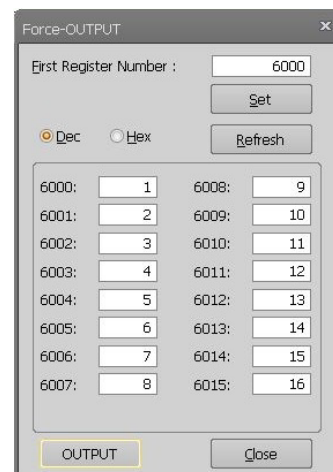 Force-OUTPUT
First Register Number : 6000
Set
Dec Hex Refresh
6000: 1 6008: 9
6001: 2 6009: 10
6002: 3 6010: 11
6003: 4 6011: 12
6004: 5 6012: 13
6005: 6 6013: 14
6006: 7 6014: 15
6007: 8 6015: 16
OUTPUT Close